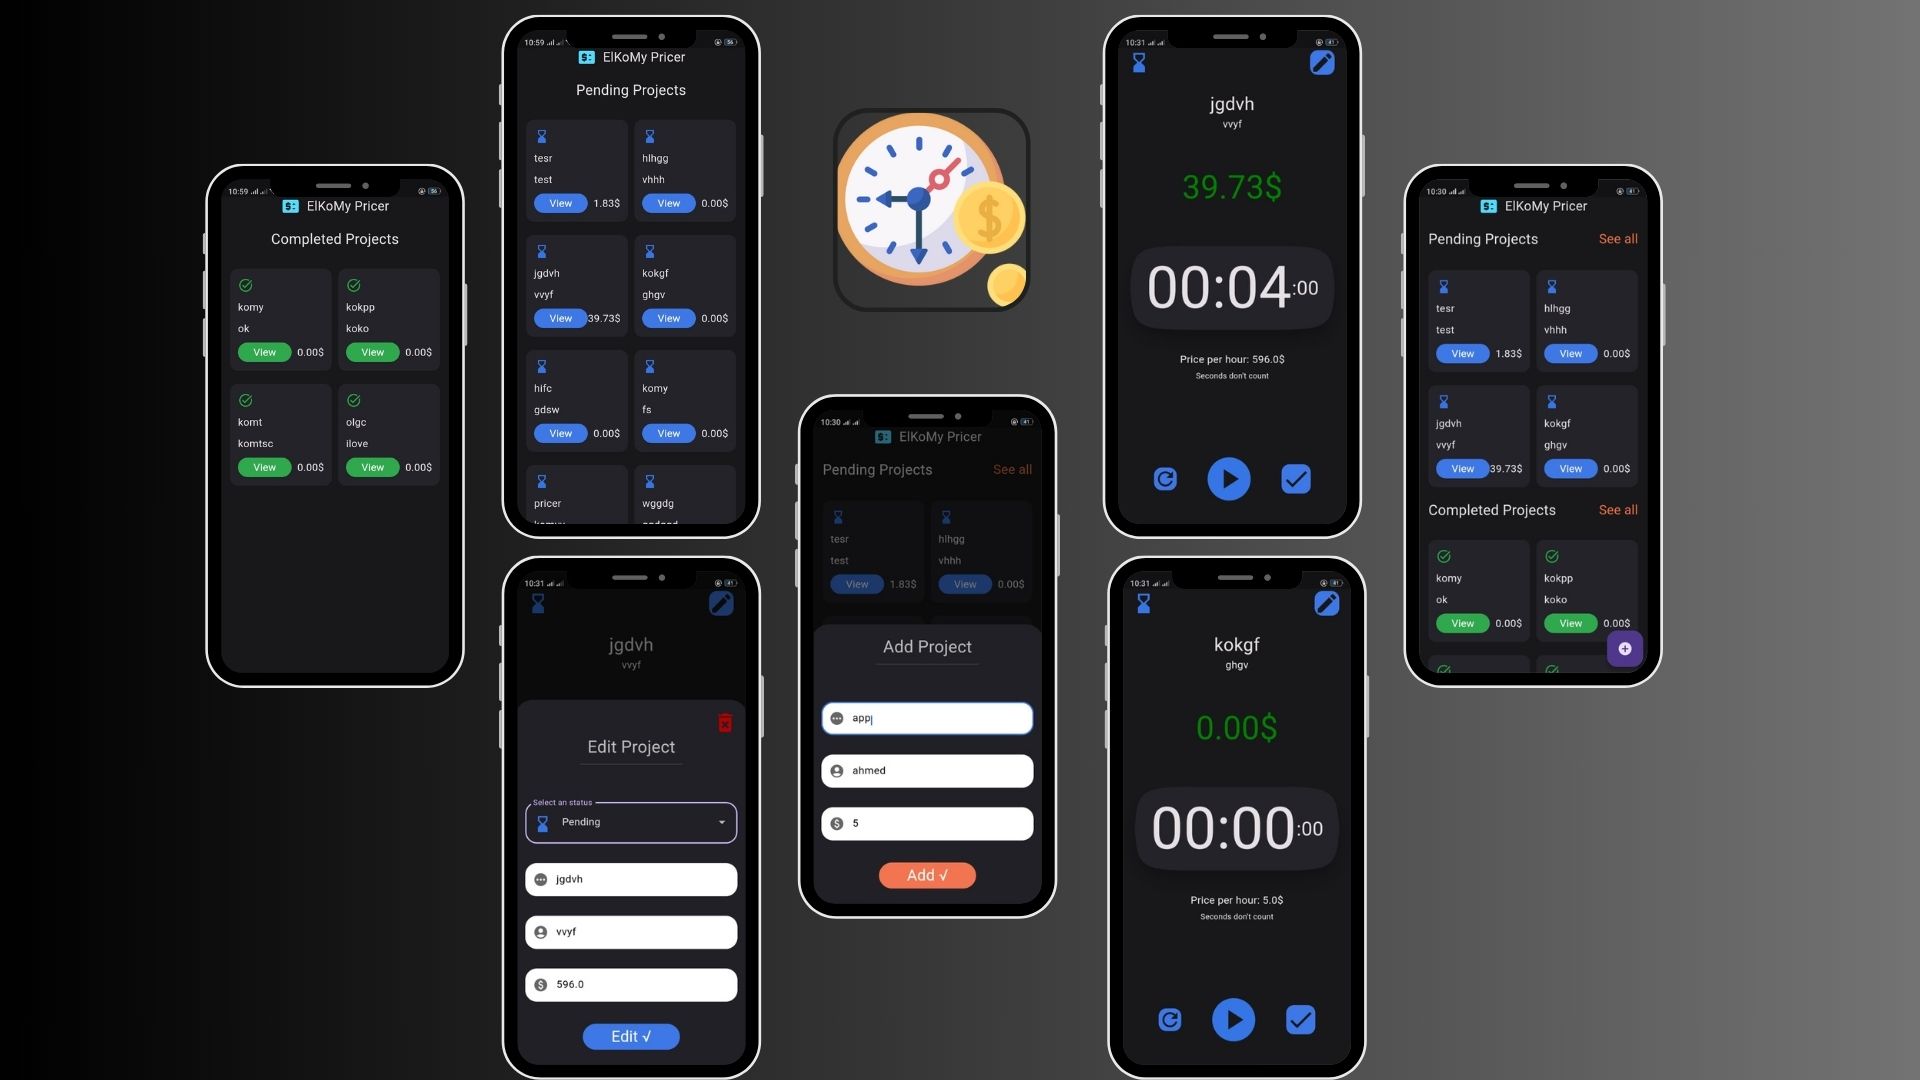 10:59
56
ElKoMy Pricer
Completed Projects
komy
ok
View 0.00$
kokpp
koko
View 0.00$
komt
komtsc
View 0.00$
olgc
ilove
View 0.00$
10:59
56
ElKoMy Pricer
Pending Projects
tesr
test
View 1.83$
hlhgg
vhhh
View 0.00$
jgdvh
vvyf
View 39.73$
kokgf
ghgv
View 0.00$
hifc
gdsw
View 0.00$
komy
fs
View 0.00$
pricer
wggdg
10:31
41
jgdvh
vvyf
Edit Project
Select an status
Pending
jgdvh
vvyf
596.0
Edit √
$
10:30
41
ElKoMy Pricer
Pending Projects
See all
tesr
test
View 1.83$
hlhgg
vhhh
View 0.00$
Add Project
app
ahmed
5
Add √
10:31
41
jgdvh
vvyf
39.73$
00:04:00
Price per hour: 596.0$
Seconds don't count
10:31
41
kokgf
ghgv
0.00$
00:00:00
Price per hour: 5.0$
Seconds don't count
10:30
41
ElKoMy Pricer
Pending Projects
See all
tesr
test
View 1.83$
hlhgg
vhhh
View 0.00$
jgdvh
vvyf
View 39.73$
kokgf
ghgv
View 0.00$
Completed Projects
See all
komy
ok
View 0.00$
kokpp
koko
View 0.00$